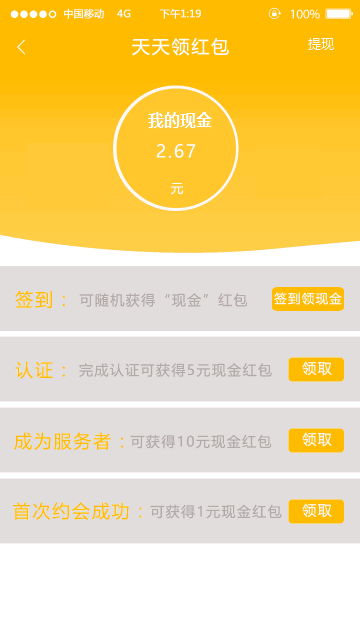 中国移动 4G 下午1:19 100%
天天领红包 提现
我的现金
2.67
元
签到： 可随机获得“现金”红包 签到领现金
认证： 完成认证可获得5元现金红包 领取
成为服务者：可获得10元现金红包 领取
首次约会成功：可获得1元现金红包 领取